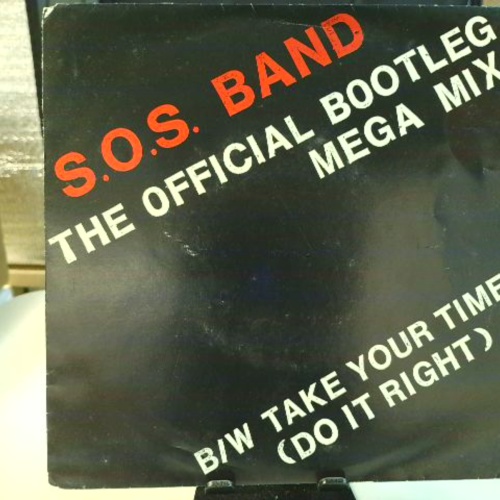 S.O.S. BAND
THE OFFICIAL BOOTLEG
MEGA MIX
B/W TAKE YOUR TIME
(DO IT RIGHT)